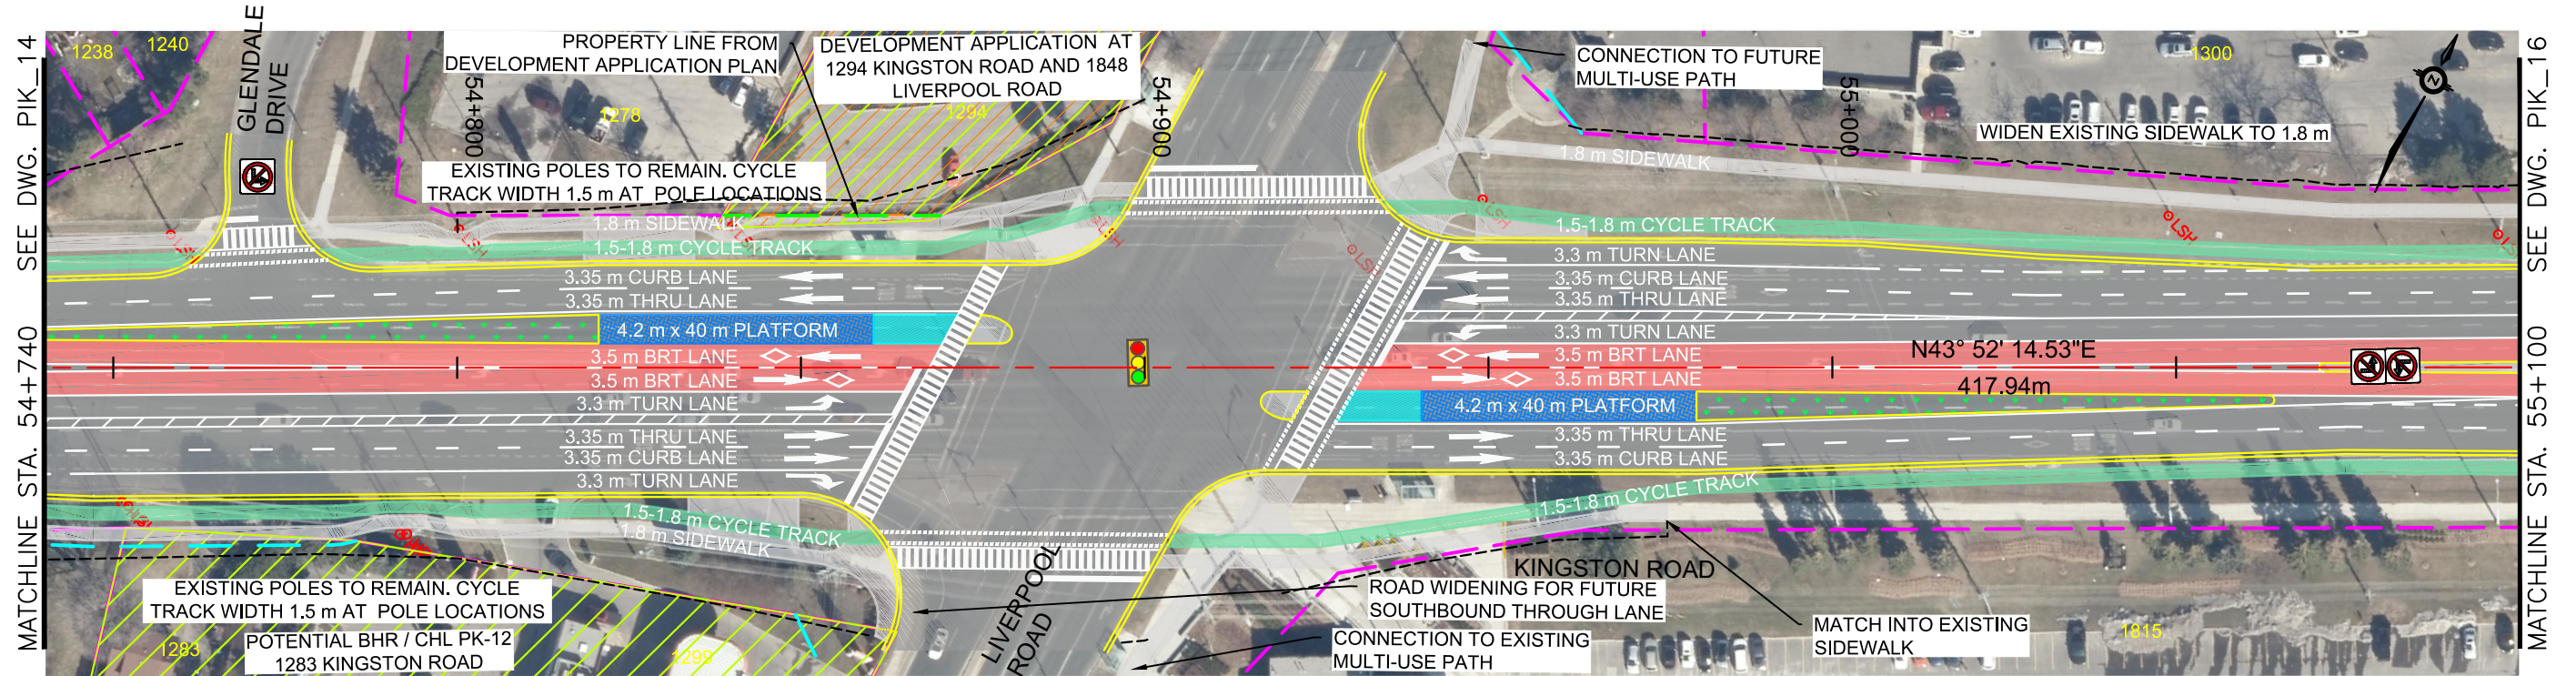 SEE DWG. PIK_14
MATCHLINE STA. 54+740
1238
1240
GLENDALE
DRIVE
PROPERTY LINE FROM
DEVELOPMENT APPLICATION PLAN
54+800
1278
DEVELOPMENT APPLICATION AT
1294 KINGSTON ROAD AND 1848
LIVERPOOL ROAD
1294
54+900
EXISTING POLES TO REMAIN. CYCLE
TRACK WIDTH 1.5 m AT POLE LOCATIONS
CONNECTION TO FUTURE
MULTI-USE PATH
55+000
1300
N
WIDEN EXISTING SIDEWALK TO 1.8 m
1.8 m SIDEWALK
1.8 m SIDEWALK
1.5-1.8 m CYCLE TRACK
1.5-1.8 m CYCLE TRACK
LSH
LSH
LSH
LSH
LSH
LSH
3.35 m CURB LANE
3.35 m THRU LANE
4.2 m x 40 m PLATFORM
3.5 m BRT LANE
3.5 m BRT LANE
3.3 m TURN LANE
3.35 m THRU LANE
3.35 m CURB LANE
3.3 m TURN LANE
1.5-1.8 m CYCLE TRACK
1.8 m SIDEWALK
3.3 m TURN LANE
3.35 m CURB LANE
3.35 m THRU LANE
3.3 m TURN LANE
3.5 m BRT LANE
3.5 m BRT LANE
N43° 52' 14.53"E
417.94m
4.2 m x 40 m PLATFORM
3.35 m THRU LANE
3.35 m CURB LANE
1.5-1.8 m CYCLE TRACK
EXISTING POLES TO REMAIN. CYCLE
TRACK WIDTH 1.5 m AT POLE LOCATIONS
POTENTIAL BHR / CHL PK-12
1283 KINGSTON ROAD
1283
1299
LIVERPOOL
ROAD
KINGSTON ROAD
ROAD WIDENING FOR FUTURE
SOUTHBOUND THROUGH LANE
CONNECTION TO EXISTING
MULTI-USE PATH
MATCH INTO EXISTING
SIDEWALK
1815
SEE DWG. PIK_16
MATCHLINE STA. 55+100